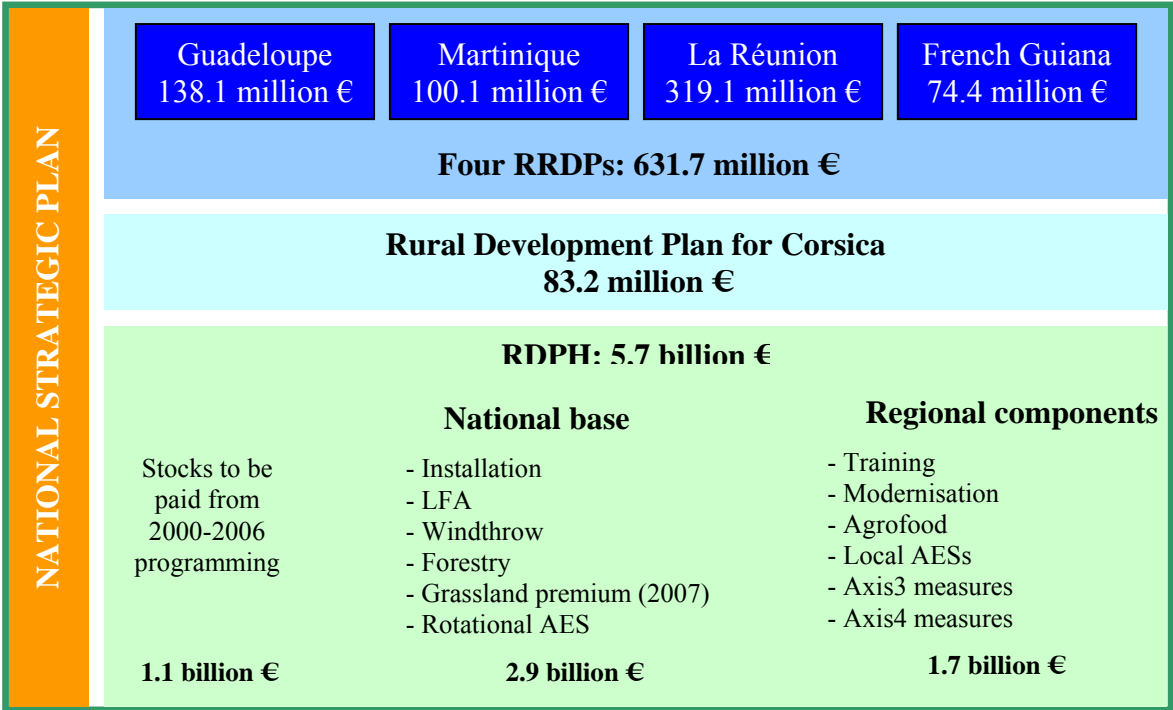 NATIONAL STRATEGIC PLAN
Guadeloupe
138.1 million €
Martinique
100.1 million €
La Réunion
319.1 million €
French Guiana
74.4 million €
Four RRDPs: 631.7 million €
Rural Development Plan for Corsica
83.2 million €
RDPH: 5.7 billion €
Stocks to be
paid from
2000-2006
programming
1.1 billion €
National base
- Installation
- LFA
- Windthrow
- Forestry
- Grassland premium (2007)
- Rotational AES
2.9 billion €
Regional components
- Training
- Modernisation
- Agrofood
- Local AESs
- Axis3 measures
- Axis4 measures
1.7 billion €